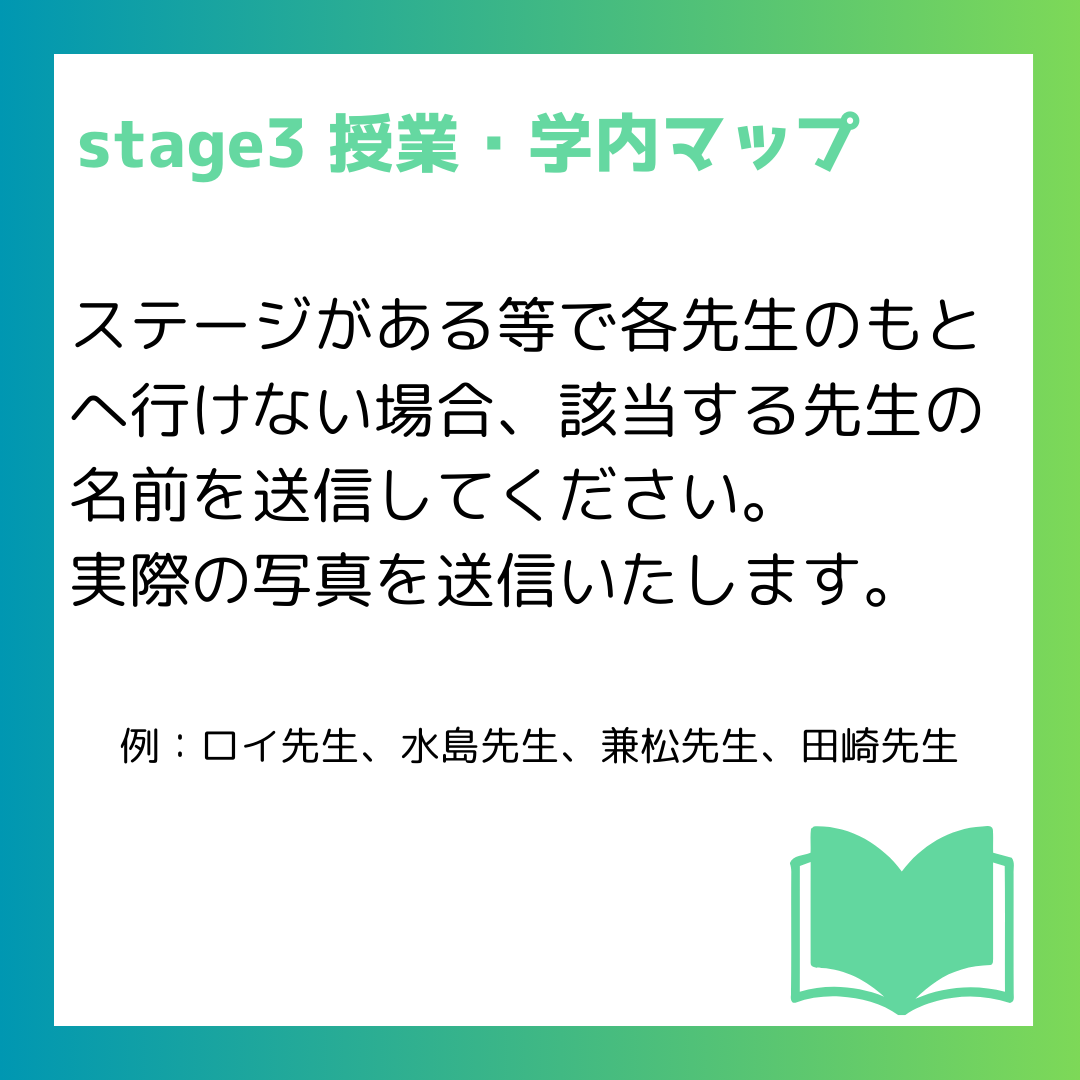 stage3 授業・学内マップ
ステージがある等で各先生のもと
へ行けない場合、該当する先生の
名前を送信してください。
実際の写真を送信いたします。
例：ロイ先生、水島先生、兼松先生、田崎先生